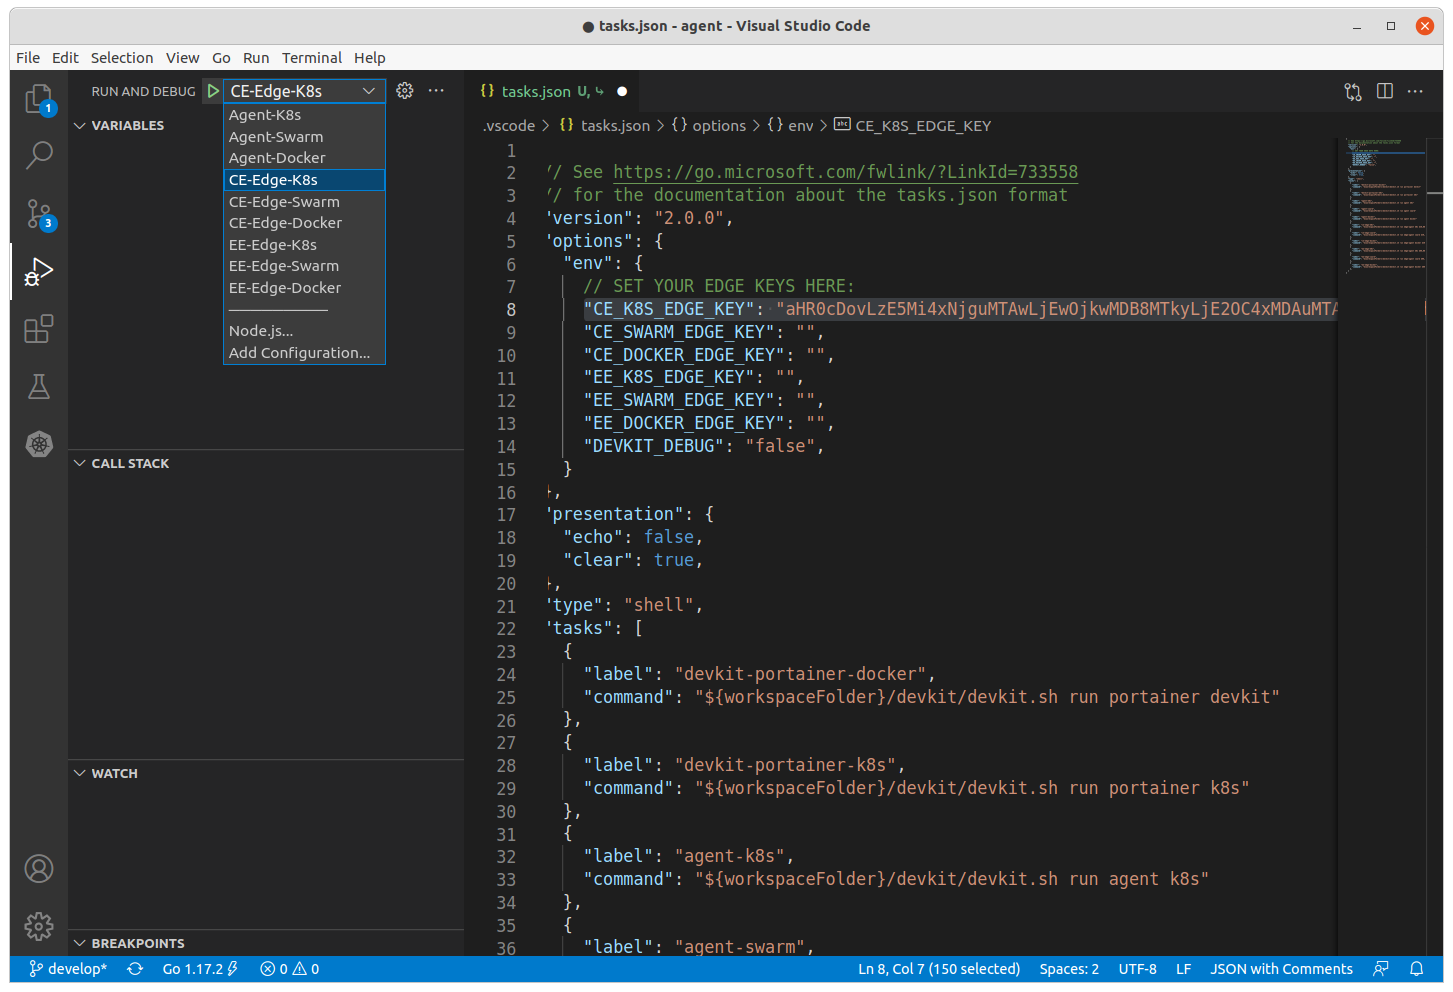 ● tasks.json - agent - Visual Studio Code
File Edit Selection View Go Run Terminal Help
RUN AND DEBUG
CE-Edge-K8s
Agent-K8s
Agent-Swarm
Agent-Docker
CE-Edge-K8s
CE-Edge-Swarm
CE-Edge-Docker
EE-Edge-K8s
EE-Edge-Swarm
EE-Edge-Docker
Node.js...
Add Configuration...
1
3
VARIABLES
CALL STACK
WATCH
BREAKPOINTS
{} tasks.json U, ⤷ ●
.vscode > {} tasks.json > {} options > {} env > abc CE_K8S_EDGE_KEY
1
2 // See https://go.microsoft.com/fwlink/?LinkId=733558
3 // for the documentation about the tasks.json format
4 "version": "2.0.0",
5 "options": {
6 "env": {
7 // SET YOUR EDGE KEYS HERE:
8 "CE_K8S_EDGE_KEY": "aHR0cDovLzE5Mi4xNjguMTAwLjEwOjkwMDB8MTkyLjE2OC4xMDAuMTA
9 "CE_SWARM_EDGE_KEY": "",
10 "CE_DOCKER_EDGE_KEY": "",
11 "EE_K8S_EDGE_KEY": "",
12 "EE_SWARM_EDGE_KEY": "",
13 "EE_DOCKER_EDGE_KEY": "",
14 "DEVKIT_DEBUG": "false",
15 }
16 },
17 "presentation": {
18 "echo": false,
19 "clear": true,
20 },
21 "type": "shell",
22 "tasks": [
23 {
24 "label": "devkit-portainer-docker",
25 "command": "${workspaceFolder}/devkit/devkit.sh run portainer devkit"
26 },
27 {
28 "label": "devkit-portainer-k8s",
29 "command": "${workspaceFolder}/devkit/devkit.sh run portainer k8s"
30 },
31 {
32 "label": "agent-k8s",
33 "command": "${workspaceFolder}/devkit/devkit.sh run agent k8s"
34 },
35 {
36 "label": "agent-swarm",
develop* Go 1.17.2 0 0 Ln 8, Col 7 (150 selected) Spaces: 2 UTF-8 LF JSON with Comments